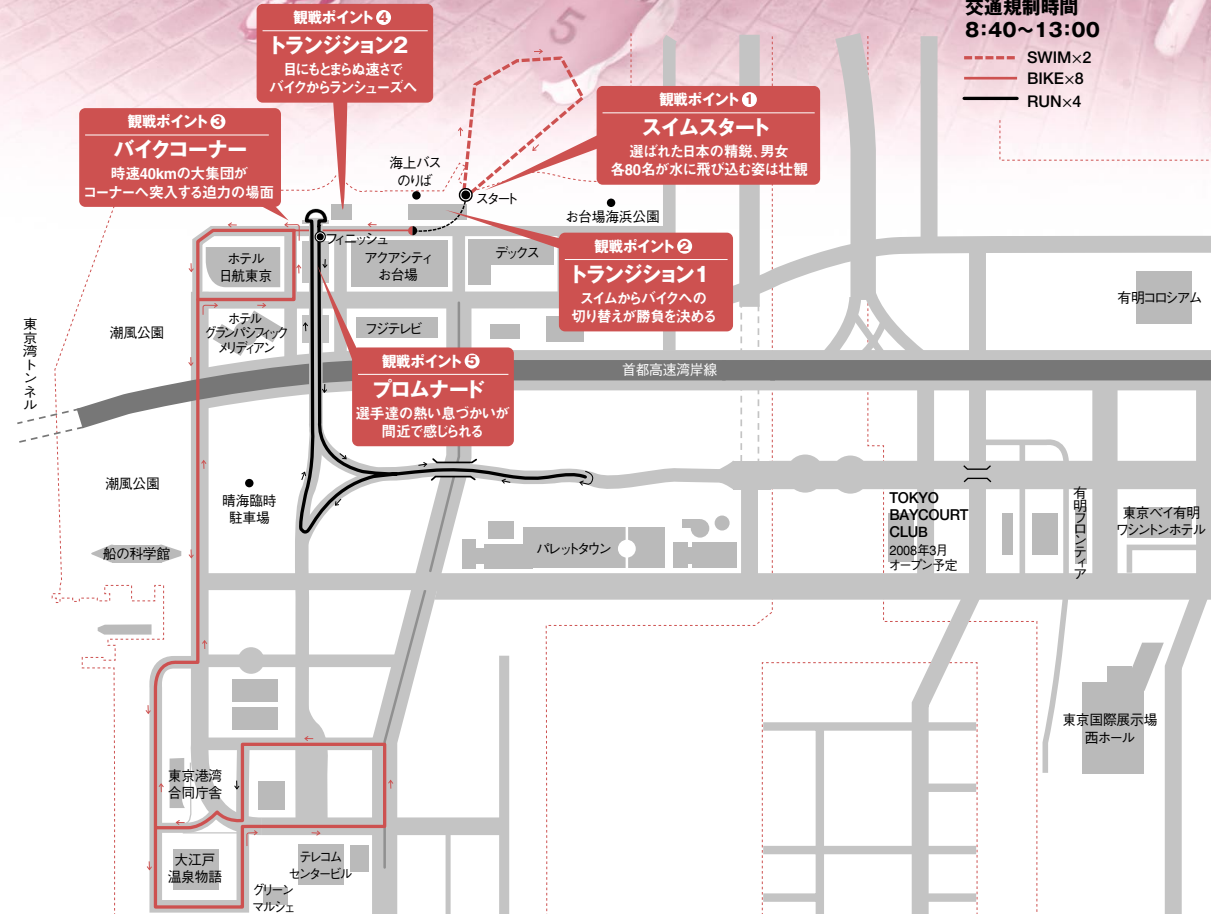 交通規制時間
8:40～13:00
SWIM×2
BIKE×8
RUN×4
観戦ポイント❹
トランジション2
目にもとまらぬ速さで
バイクからランシューズへ
観戦ポイント❶
スイムスタート
選ばれた日本の精鋭、男女
各80名が水に飛び込む姿は壮観
観戦ポイント❸
バイクコーナー
時速40kmの大集団が
コーナーへ突入する迫力の場面
海上バス
のりば
スタート
お台場海浜公園
フィニッシュ
観戦ポイント❷
トランジション1
スイムからバイクへの
切り替えが勝負を決める
ホテル
日航東京
アクアシティ
お台場
デックス
有明コロシアム
東京湾トンネル
潮風公園
ホテル
グランパシフィック
メリディアン
フジテレビ
観戦ポイント❺
プロムナード
選手達の熱い息づかいが
間近で感じられる
首都高速湾岸線
潮風公園
晴海臨時
駐車場
船の科学館
パレットタウン
TOKYO
BAYCOURT
CLUB
2008年3月
オープン予定
有明フロンティア
東京ベイ有明
ワシントンホテル
東京国際展示場
西ホール
東京港湾
合同庁舎
大江戸
温泉物語
テレコム
センタービル
グリーン
マルシェ
5